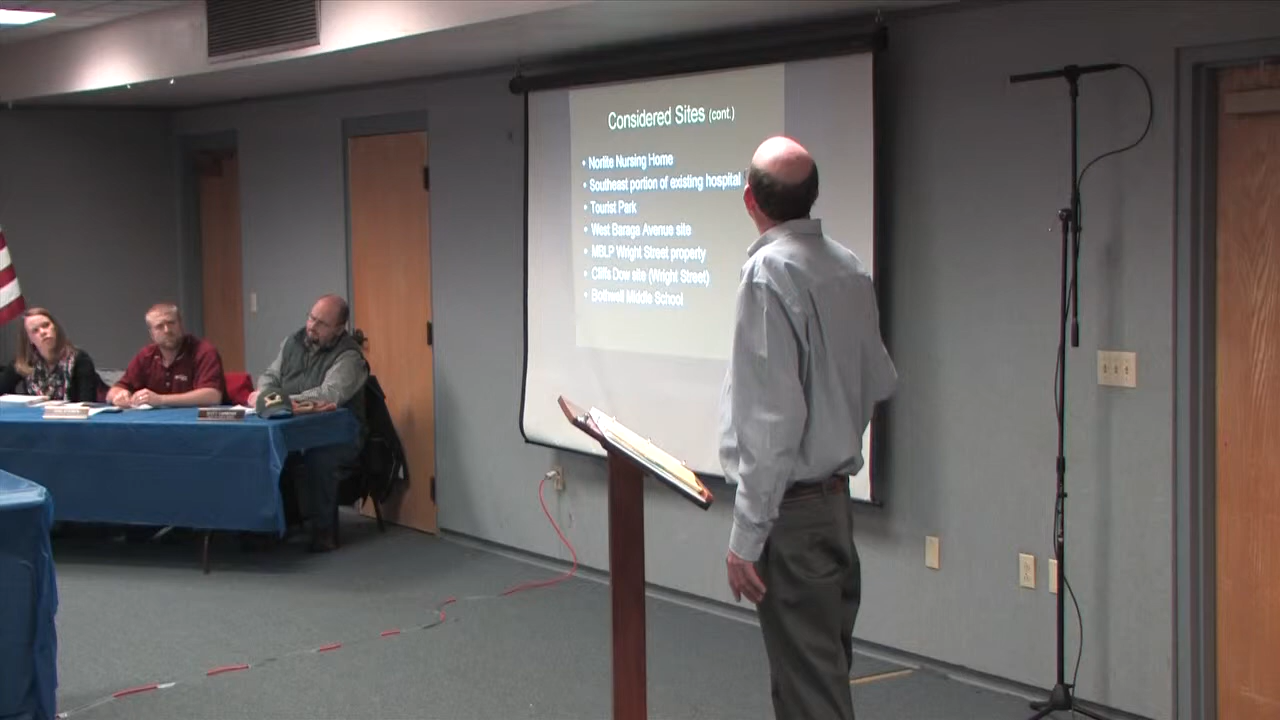 Considered Sites (cont.)
• Norlite Nursing Home
• Southeast portion of existing hospital
• Tourist Park
• West Baraga Avenue site
• MBLP Wright Street property
• Cliffs Dow site (Wright Street)
• Bothwell Middle School